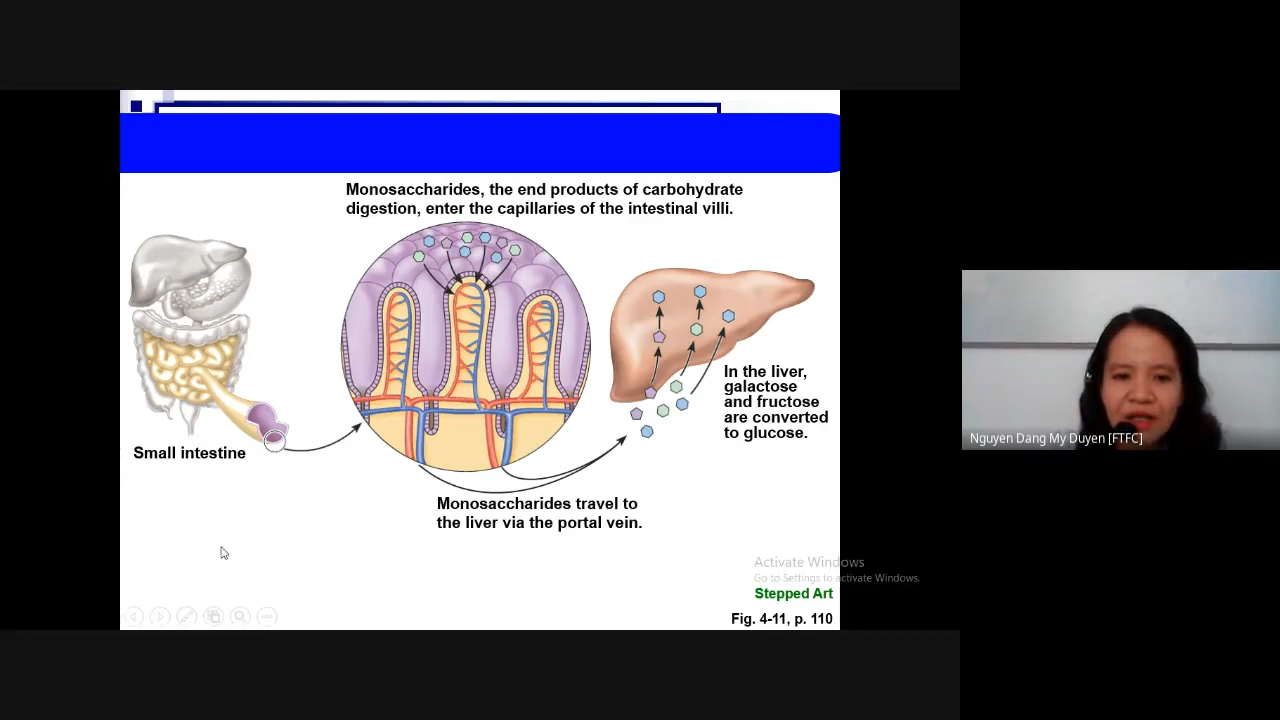 Monosaccharides, the end products of carbohydrate
digestion, enter the capillaries of the intestinal villi.
In the liver,
galactose
and fructose
are converted
to glucose.
Small intestine
Monosaccharides travel to
the liver via the portal vein.
Nguyen Dang My Duyen [FTFC]
Activate Windows
Go to Settings to activate Windows.
Stepped Art
Fig. 4-11, p. 110